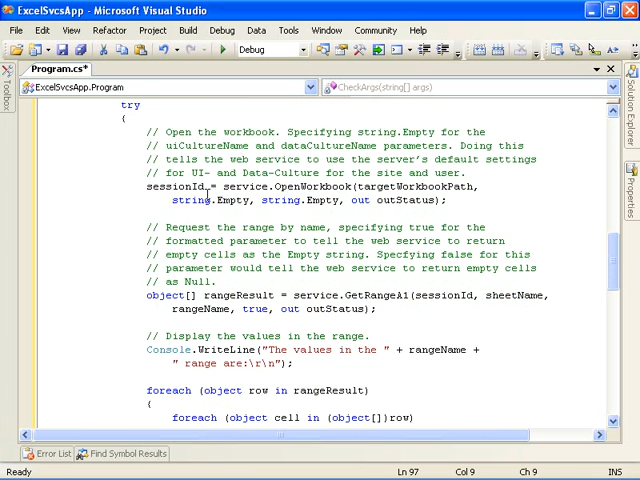 ExcelSvcsApp - Microsoft Visual Studio
File Edit View Refactor Project Build Debug Data Tools Window Community Help
Debug
Program.cs*
ExcelSvcsApp.Program CheckArgs(string[] args)
Toolbox
Solution Explorer
Properties
try
{
// Open the workbook. Specifying string.Empty for the
// uiCultureName and dataCultureName parameters. Doing this
// tells the web service to use the server's default settings
// for UI- and Data-Culture for the site and user.
sessionId = service.OpenWorkbook(targetWorkbookPath,
string.Empty, string.Empty, out outStatus);
// Request the range by name, specifying true for the
// formatted parameter to tell the web service to return
// empty cells as the Empty string. Specifying false for this
// parameter would tell the web service to return empty cells
// as Null.
object[] rangeResult = service.GetRangeA1(sessionId, sheetName,
rangeName, true, out outStatus);
// Display the values in the range.
Console.WriteLine("The values in the " + rangeName +
" range are:\r\n");
foreach (object row in rangeResult)
{
foreach (object cell in (object[])row)
Error List Find Symbol Results
Ready Ln 97 Col 9 Ch 9 INS